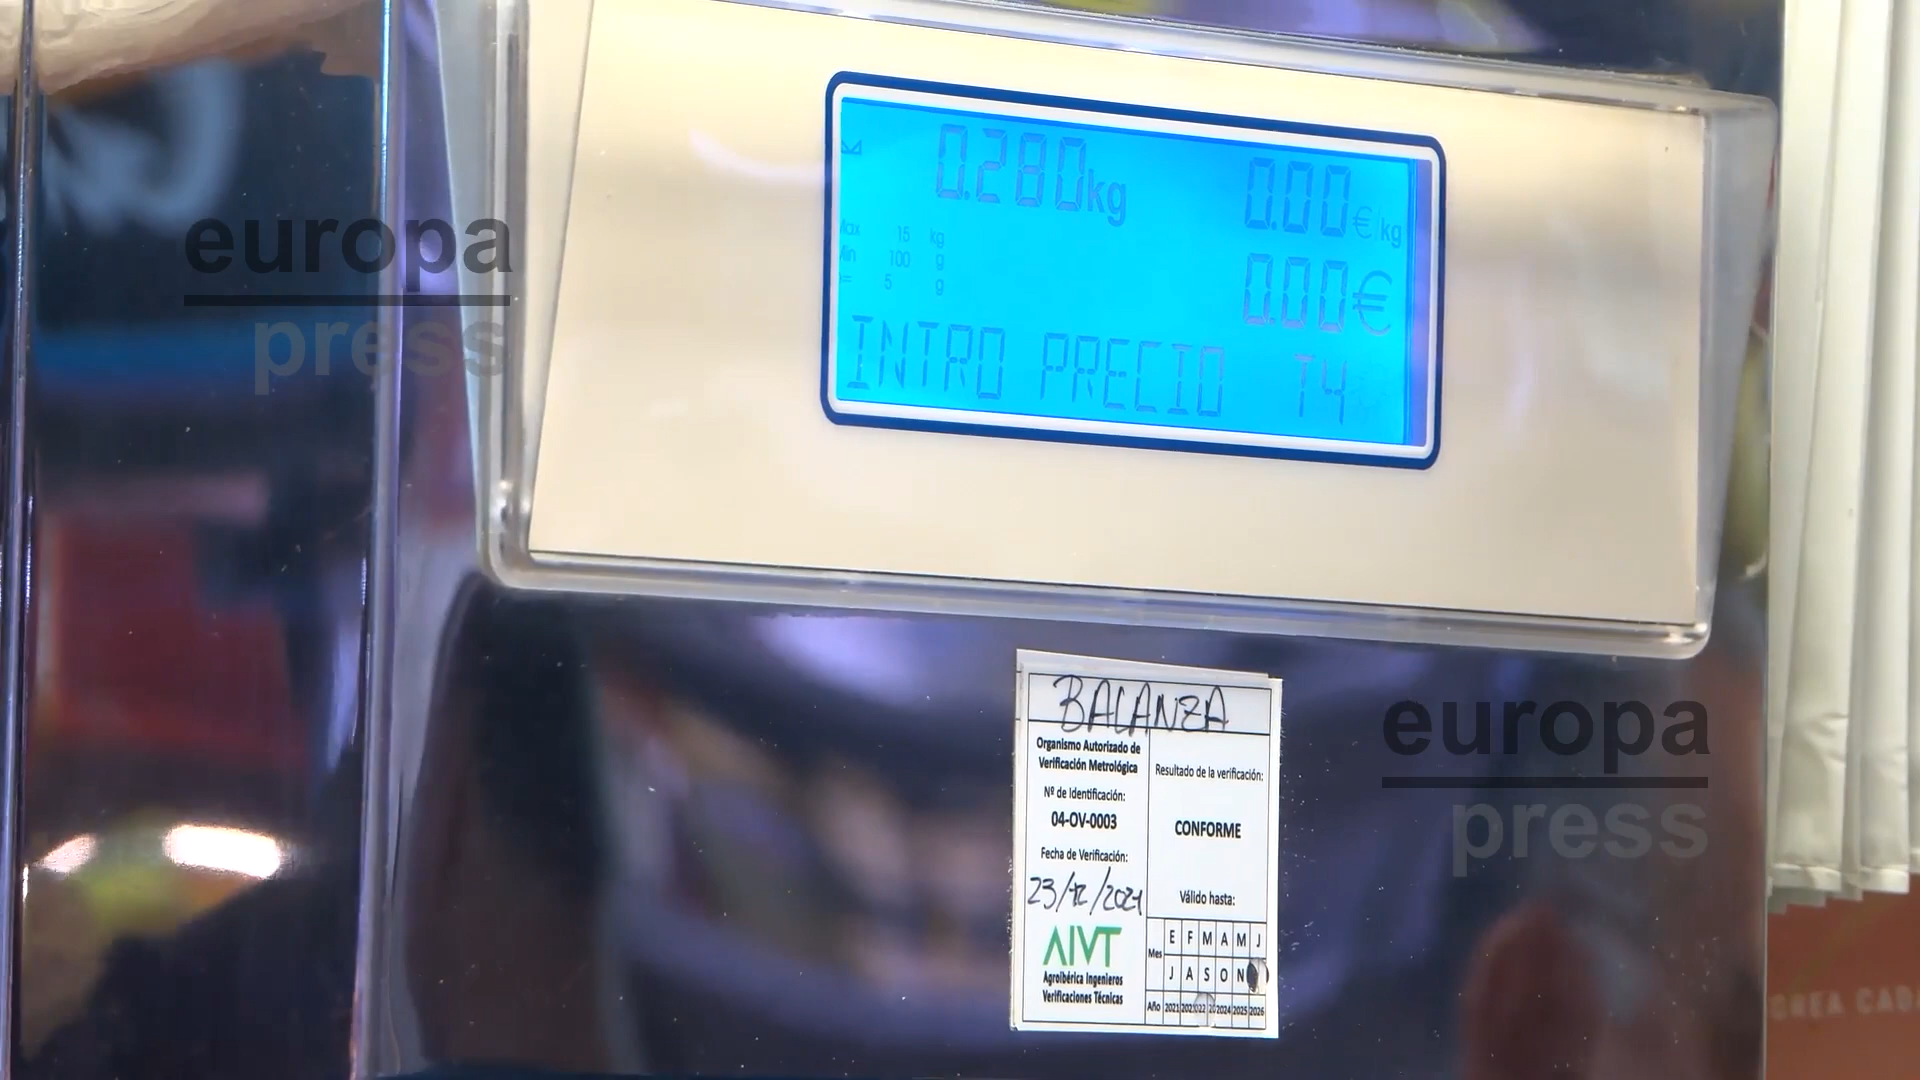 0.280kg 0.00€/kg
Max 15 kg
Min 100 g
e= 5 g
0.00€
INTRO PRECIO T4
europa
press
BALANZA
Organismo Autorizado de
Verificación Metrológica
Nº de Identificación:
04-OV-0003
Fecha de Verificación:
23/12/2021
AIVT
Agroibérica Ingenieros
Verificaciones Técnicas
Resultado de la verificación:
CONFORME
Válido hasta:
Mes E F M A M J
J A S O N
Año 2021 2024 2025 2026
europa
press
CREA